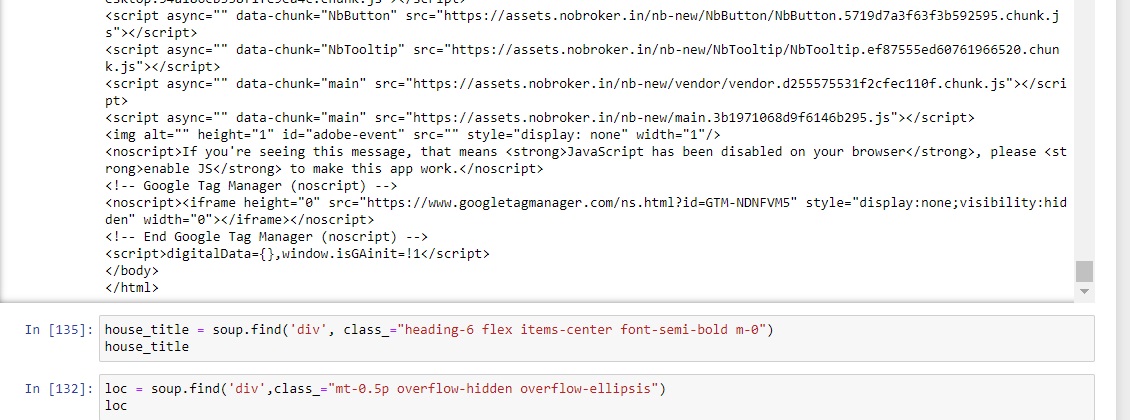 <script async="" data-chunk="NbButton" src="https://assets.nobroker.in/nb-new/NbButton/NbButton.5719d7a3f63f3b592595.chunk.j
s"></script>
<script async="" data-chunk="NbTooltip" src="https://assets.nobroker.in/nb-new/NbTooltip/NbTooltip.ef87555ed60761966520.chun
k.js"></script>
<script async="" data-chunk="main" src="https://assets.nobroker.in/nb-new/vendor/vendor.d255575531f2cfec110f.chunk.js"></scri
pt>
<script async="" data-chunk="main" src="https://assets.nobroker.in/nb-new/main.3b1971068d9f6146b295.js"></script>
<img alt="" height="1" id="adobe-event" src="" style="display: none" width="1"/>
<noscript>If you're seeing this message, that means <strong>JavaScript has been disabled on your browser</strong>, please <st
rong>enable JS</strong> to make this app work.</noscript>
<!-- Google Tag Manager (noscript) -->
<noscript><iframe height="0" src="https://www.googletagmanager.com/ns.html?id=GTM-NDNFVM5" style="display:none;visibility:hid
den" width="0"></iframe></noscript>
<!-- End Google Tag Manager (noscript) -->
<script>digitalData={},window.isGAinit=!1</script>
</body>
</html>
In [135]: house_title = soup.find('div', class_="heading-6 flex items-center font-semi-bold m-0")
house_title
In [132]: loc = soup.find('div',class_="mt-0.5p overflow-hidden overflow-ellipsis")
loc